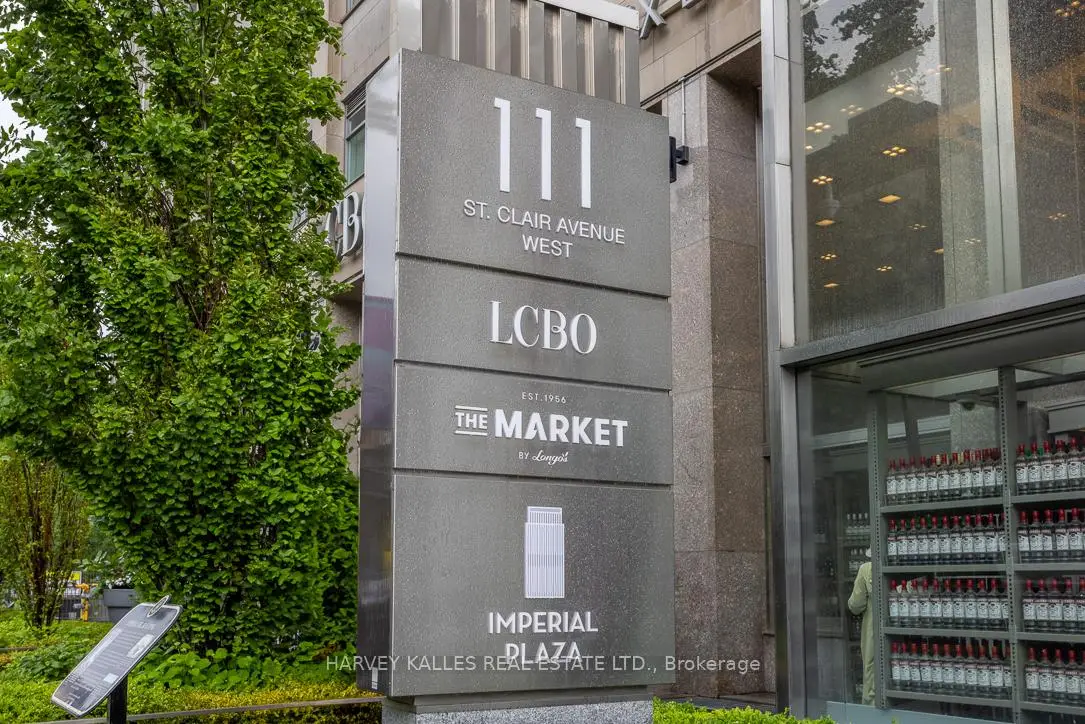 111
ST. CLAIR AVENUE
WEST
LCBO
EST.1956
THE MARKET
BY Longo's
IMPERIAL
PLAZA
HARVEY KALLES REAL ESTATE LTD., Brokerage
CBO